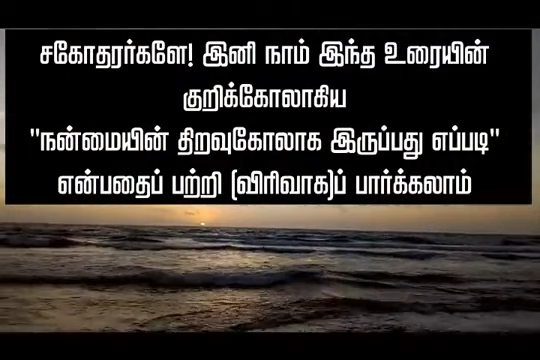 சகோதரர்களே! இனி நாம் இந்த உரையின்
குறிக்கோலாகிய
"நன்மையின் திறவுகோலாக இருப்பது எப்படி"
என்பதைப் பற்றி (விரிவாக)ப் பார்க்கலாம்